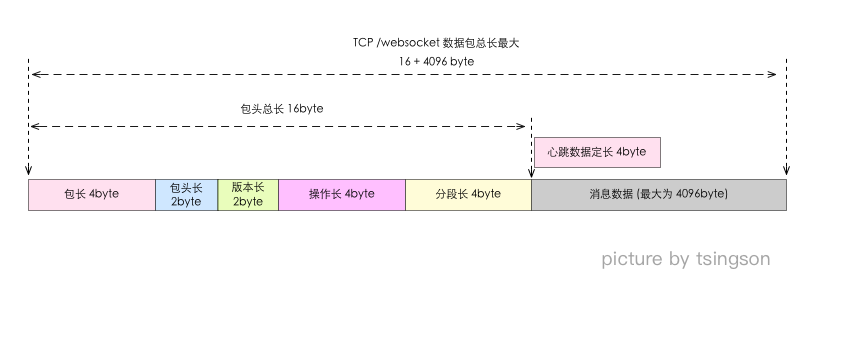 TCP /websocket 数据包总长最大
16 + 4096 byte
包头总长 16byte
心跳数据定长 4byte
包长 4byte
包头长
2byte
版本长
2byte
操作长 4byte
分段长 4byte
消息数据 (最大为 4096byte)
picture by tsingson